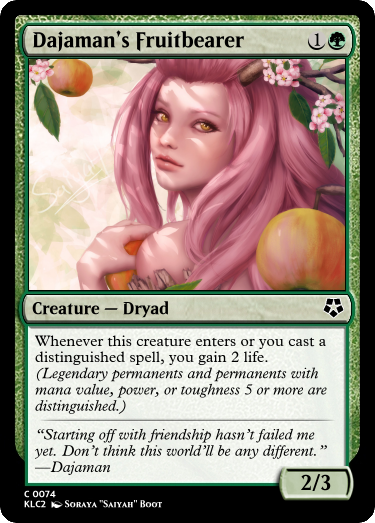 Dajaman's Fruitbearer 1
Creature — Dryad
Whenever this creature enters or you cast a
distinguished spell, you gain 2 life.
(Legendary permanents and permanents with
mana value, power, or toughness 5 or more are
distinguished.)
"Starting off with friendship hasn't failed me
yet. Don't think this world'll be any different."
—Dajaman
2/3
C 0074
KLC2 SORAYA "SAIYAH" BOOT